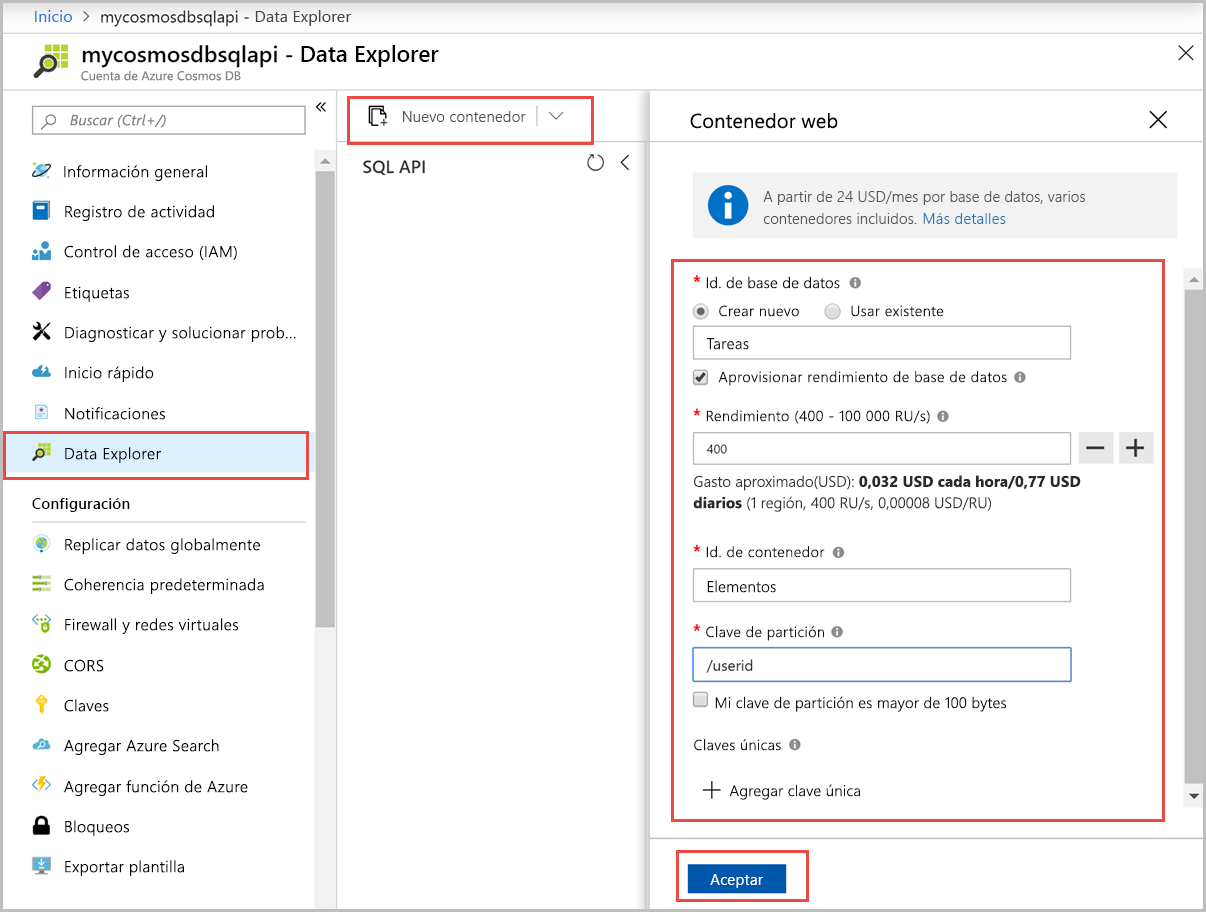 Inicio > mycosmosdbsqlapi - Data Explorer
mycosmosdbsqlapi - Data Explorer
Cuenta de Azure Cosmos DB
Buscar (Ctrl+/)
«
Información general
Registro de actividad
Control de acceso (IAM)
Etiquetas
Diagnosticar y solucionar prob...
Inicio rápido
Notificaciones
Data Explorer
Configuración
Replicar datos globalmente
Coherencia predeterminada
Firewall y redes virtuales
CORS
Claves
Agregar Azure Search
Agregar función de Azure
Bloqueos
Exportar plantilla
Nuevo contenedor
SQL API
Contenedor web
A partir de 24 USD/mes por base de datos, varios
contenedores incluidos. Más detalles
* Id. de base de datos
Crear nuevo Usar existente
Tareas
Aprovisionar rendimiento de base de datos
* Rendimiento (400 - 100 000 RU/s)
400
Gasto aproximado(USD): 0,032 USD cada hora/0,77 USD
diarios (1 región, 400 RU/s, 0,00008 USD/RU)
* Id. de contenedor
Elementos
* Clave de partición
/userid
Mi clave de partición es mayor de 100 bytes
Claves únicas
+ Agregar clave única
Aceptar